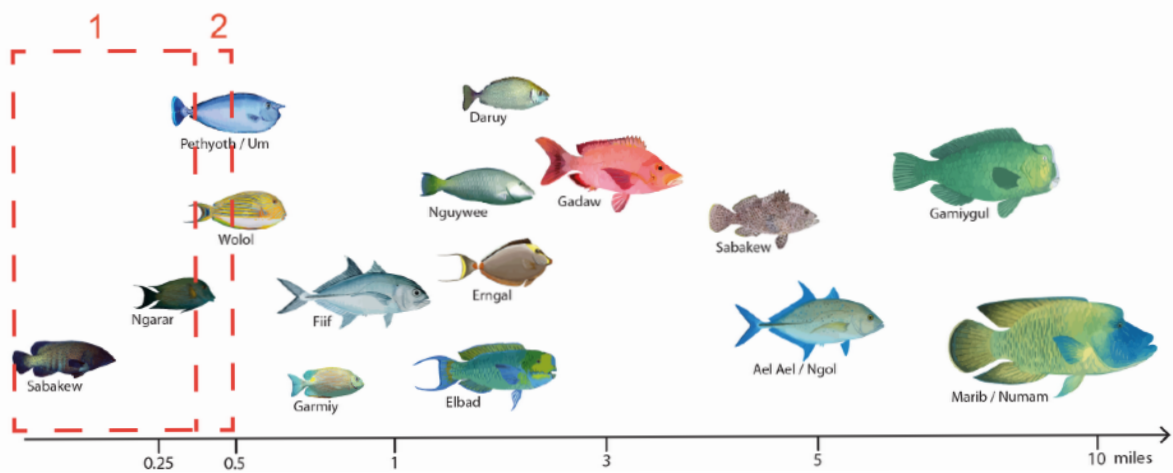 1 2
Pethyoth / Um
Daruy
Nguywee
Gadaw
Wolol
Sabakew
Gamiygul
Ngarar
Fiif
Erngal
Sabakew
Garmiy
Elbad
Ael Ael / Ngol
Marib / Numam
0.25 0.5 1 3 5 10 miles